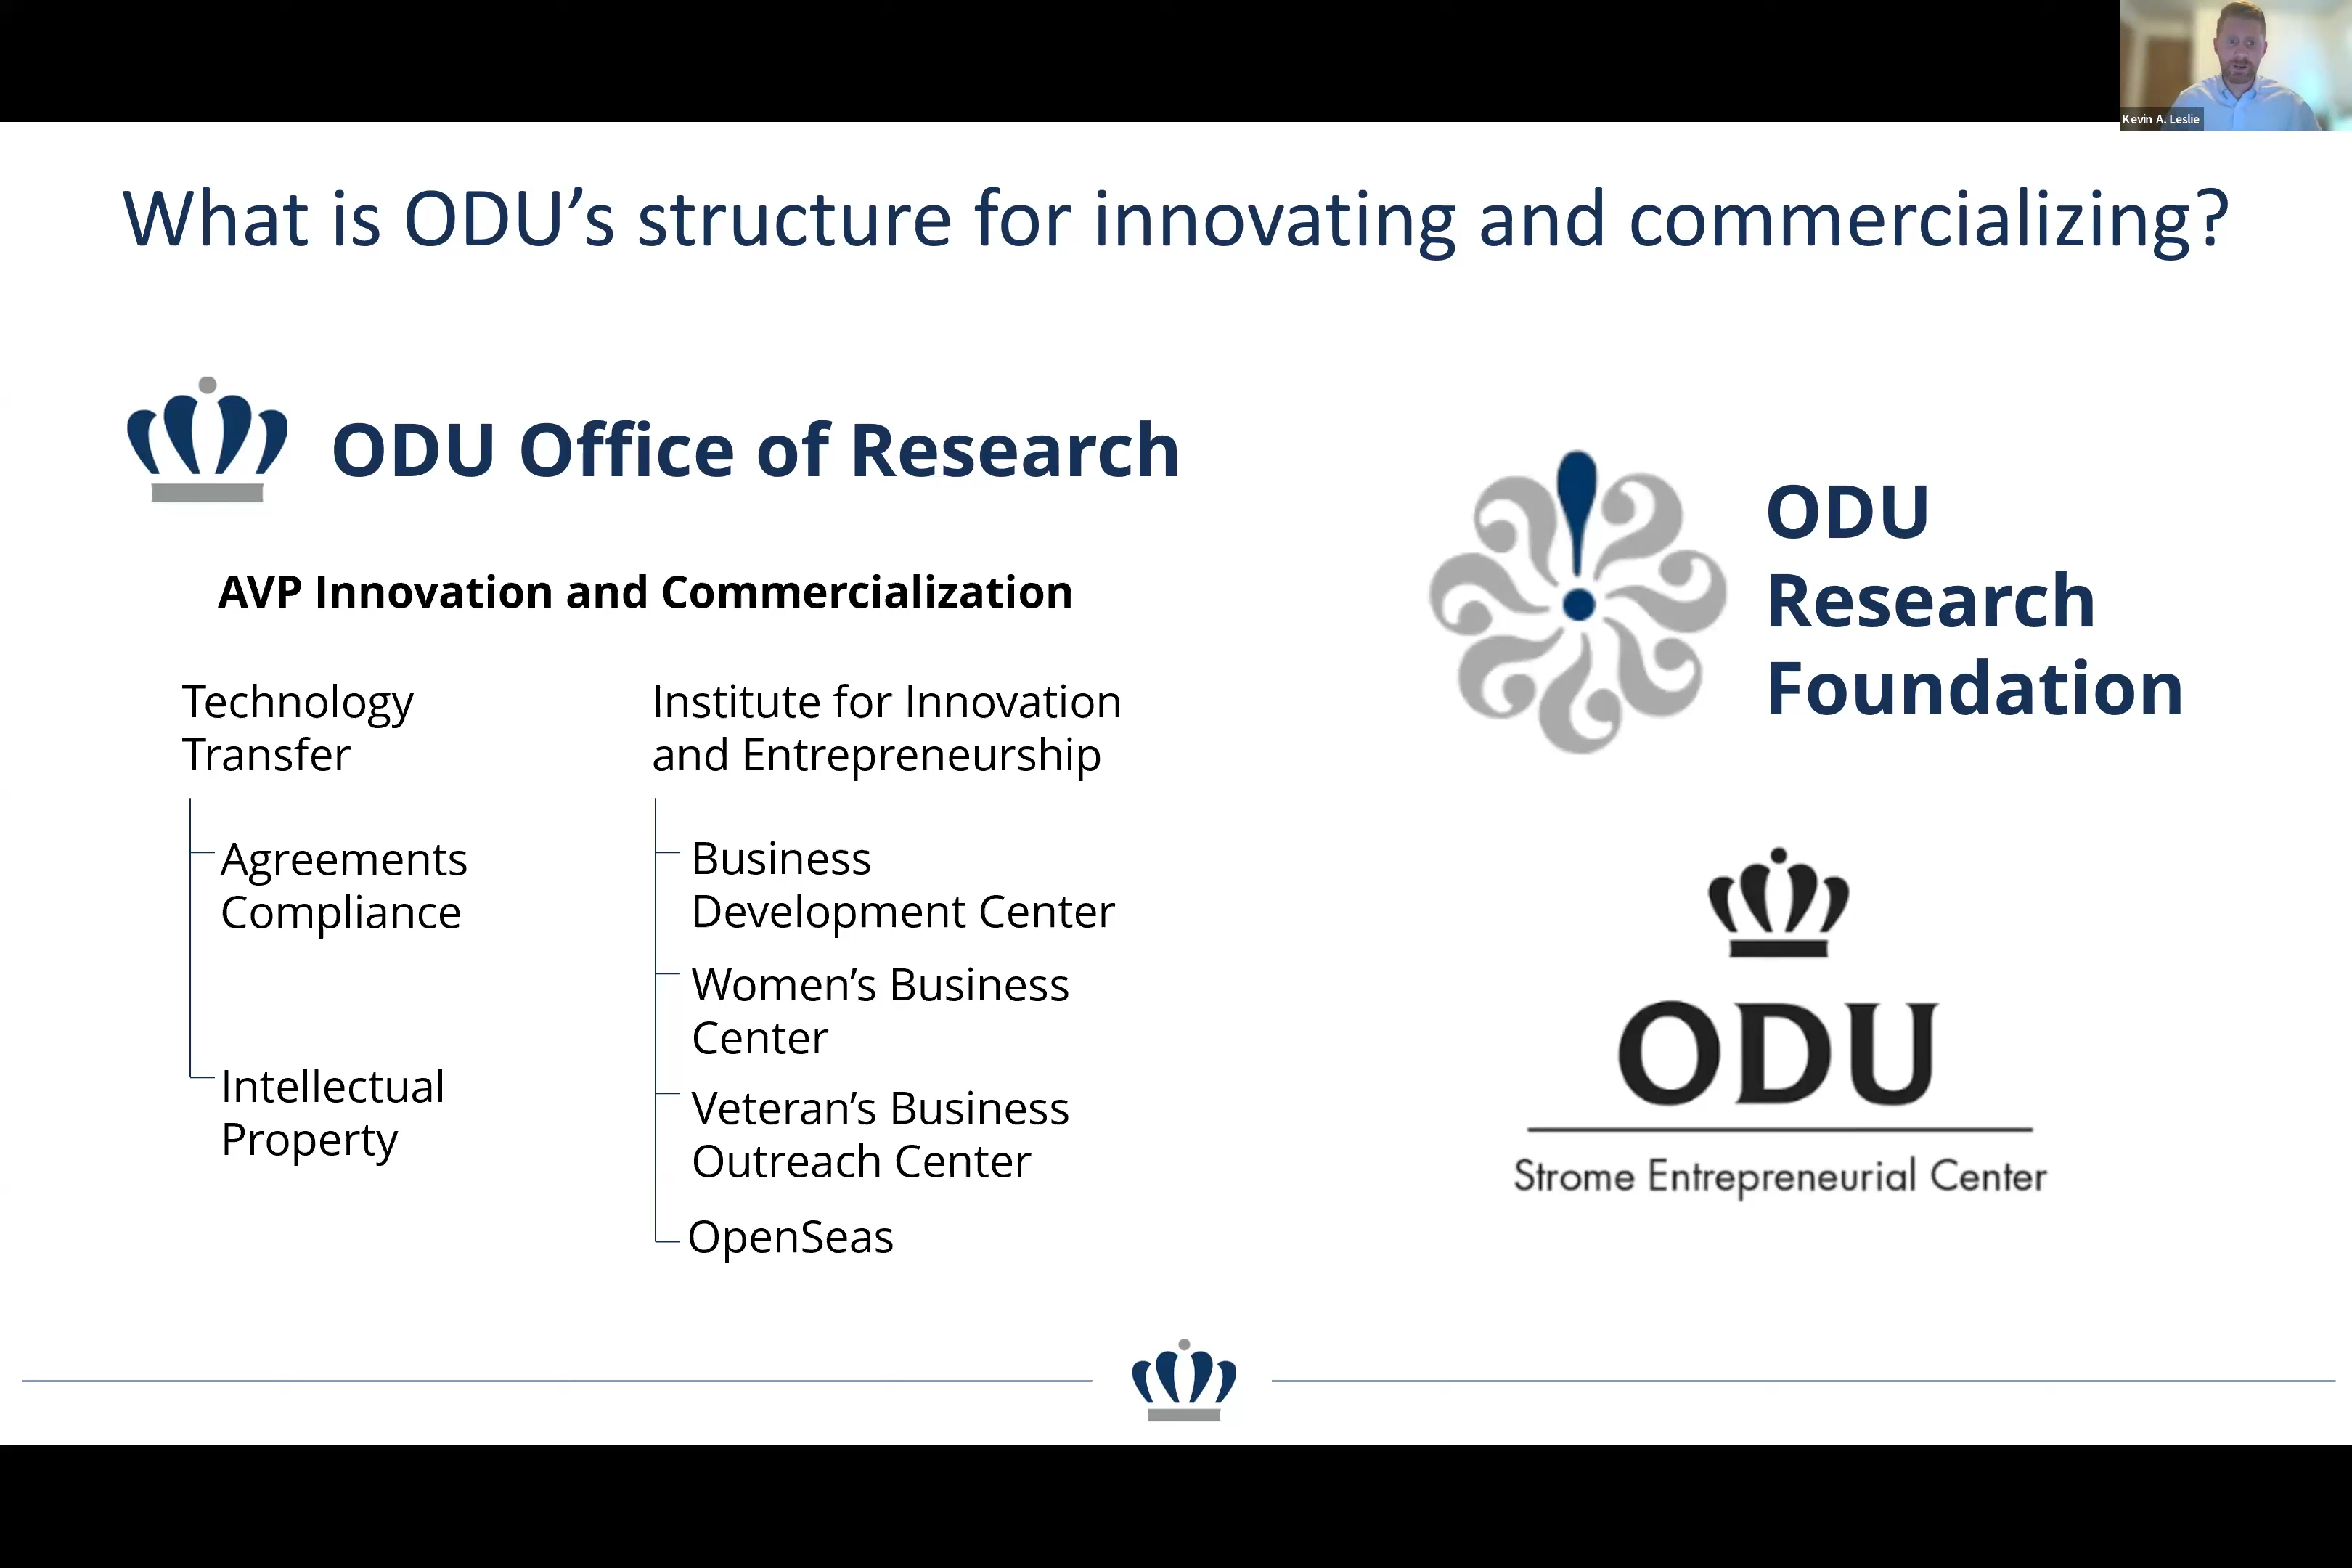 Kevin A. Leslie
What is ODU’s structure for innovating and commercializing?
ODU Office of Research
AVP Innovation and Commercialization
Technology
Transfer
Agreements
Compliance
Intellectual
Property
Institute for Innovation
and Entrepreneurship
Business
Development Center
Women’s Business
Center
Veteran’s Business
Outreach Center
OpenSeas
ODU
Research
Foundation
ODU
Strome Entrepreneurial Center